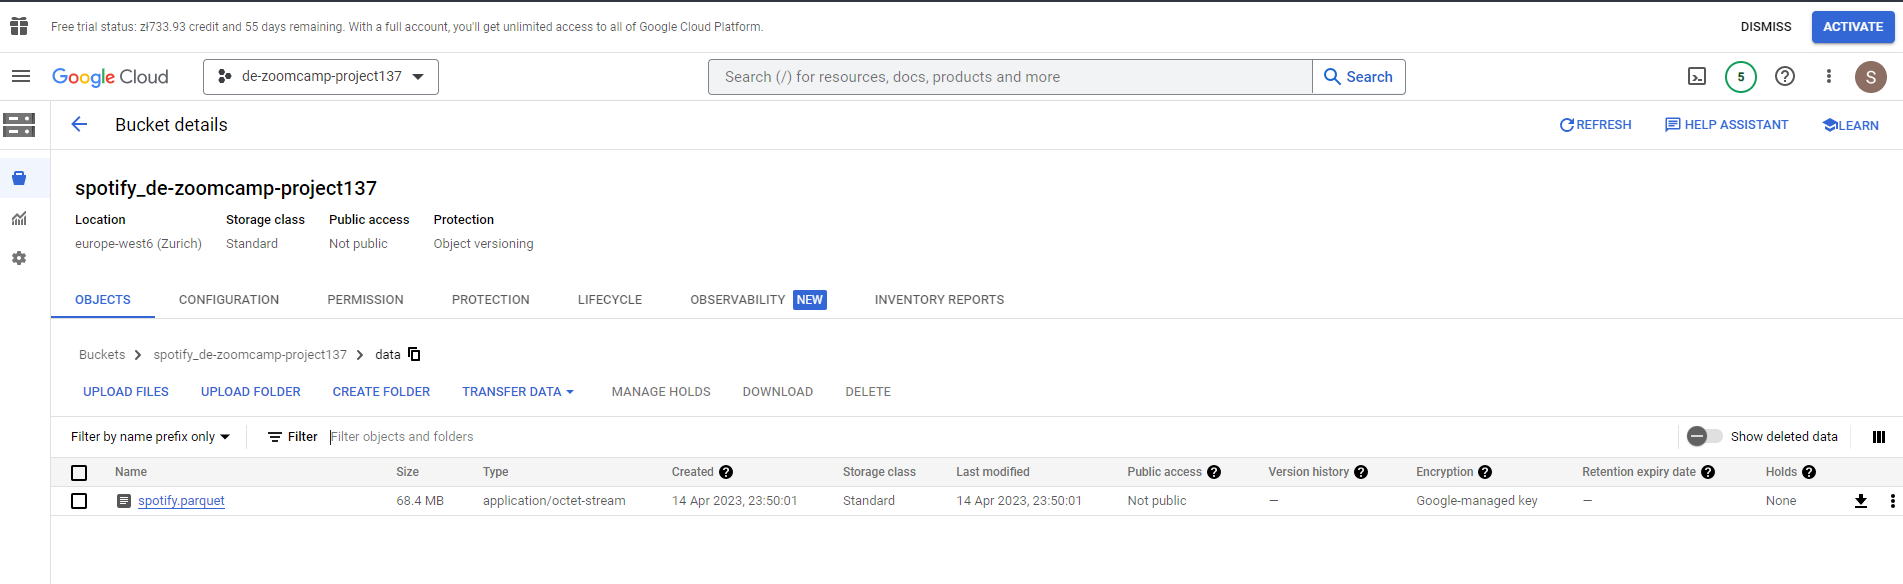 Free trial status: zł733.93 credit and 55 days remaining. With a full account, you'll get unlimited access to all of Google Cloud Platform.
DISMISS
ACTIVATE
Google Cloud
de-zoomcamp-project137
Search (/) for resources, docs, products and more
Search
5
S
Bucket details
REFRESH
HELP ASSISTANT
LEARN
spotify_de-zoomcamp-project137
Location Storage class Public access Protection
europe-west6 (Zurich) Standard Not public Object versioning
OBJECTS CONFIGURATION PERMISSION PROTECTION LIFECYCLE OBSERVABILITY NEW INVENTORY REPORTS
Buckets > spotify_de-zoomcamp-project137 > data
UPLOAD FILES UPLOAD FOLDER CREATE FOLDER TRANSFER DATA MANAGE HOLDS DOWNLOAD DELETE
Filter by name prefix only Filter Filter objects and folders Show deleted data
Name Size Type Created Storage class Last modified Public access Version history Encryption Retention expiry date Holds
spotify.parquet 68.4 MB application/octet-stream 14 Apr 2023, 23:50:01 Standard 14 Apr 2023, 23:50:01 Not public — Google-managed key — None